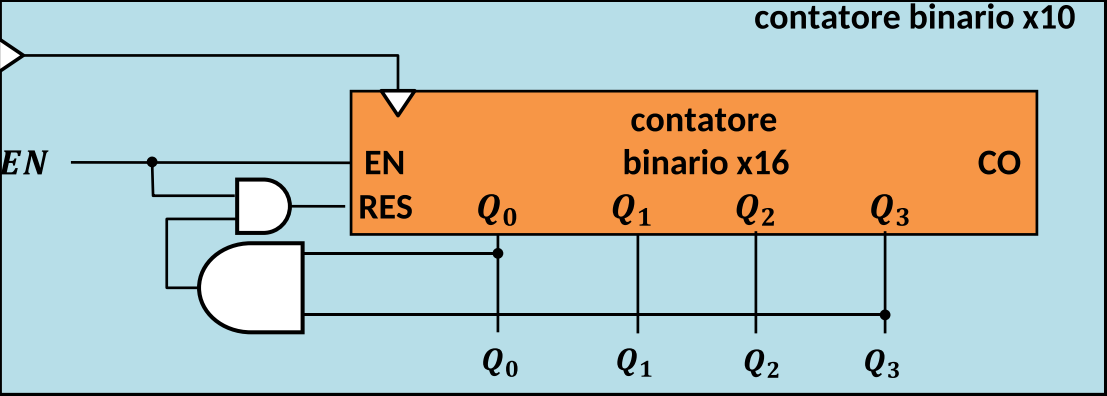 contatore binario x10
contatore
EN EN binario x16 CO
RES Q₀ Q₁ Q₂ Q₃
Q₀ Q₁ Q₂ Q₃